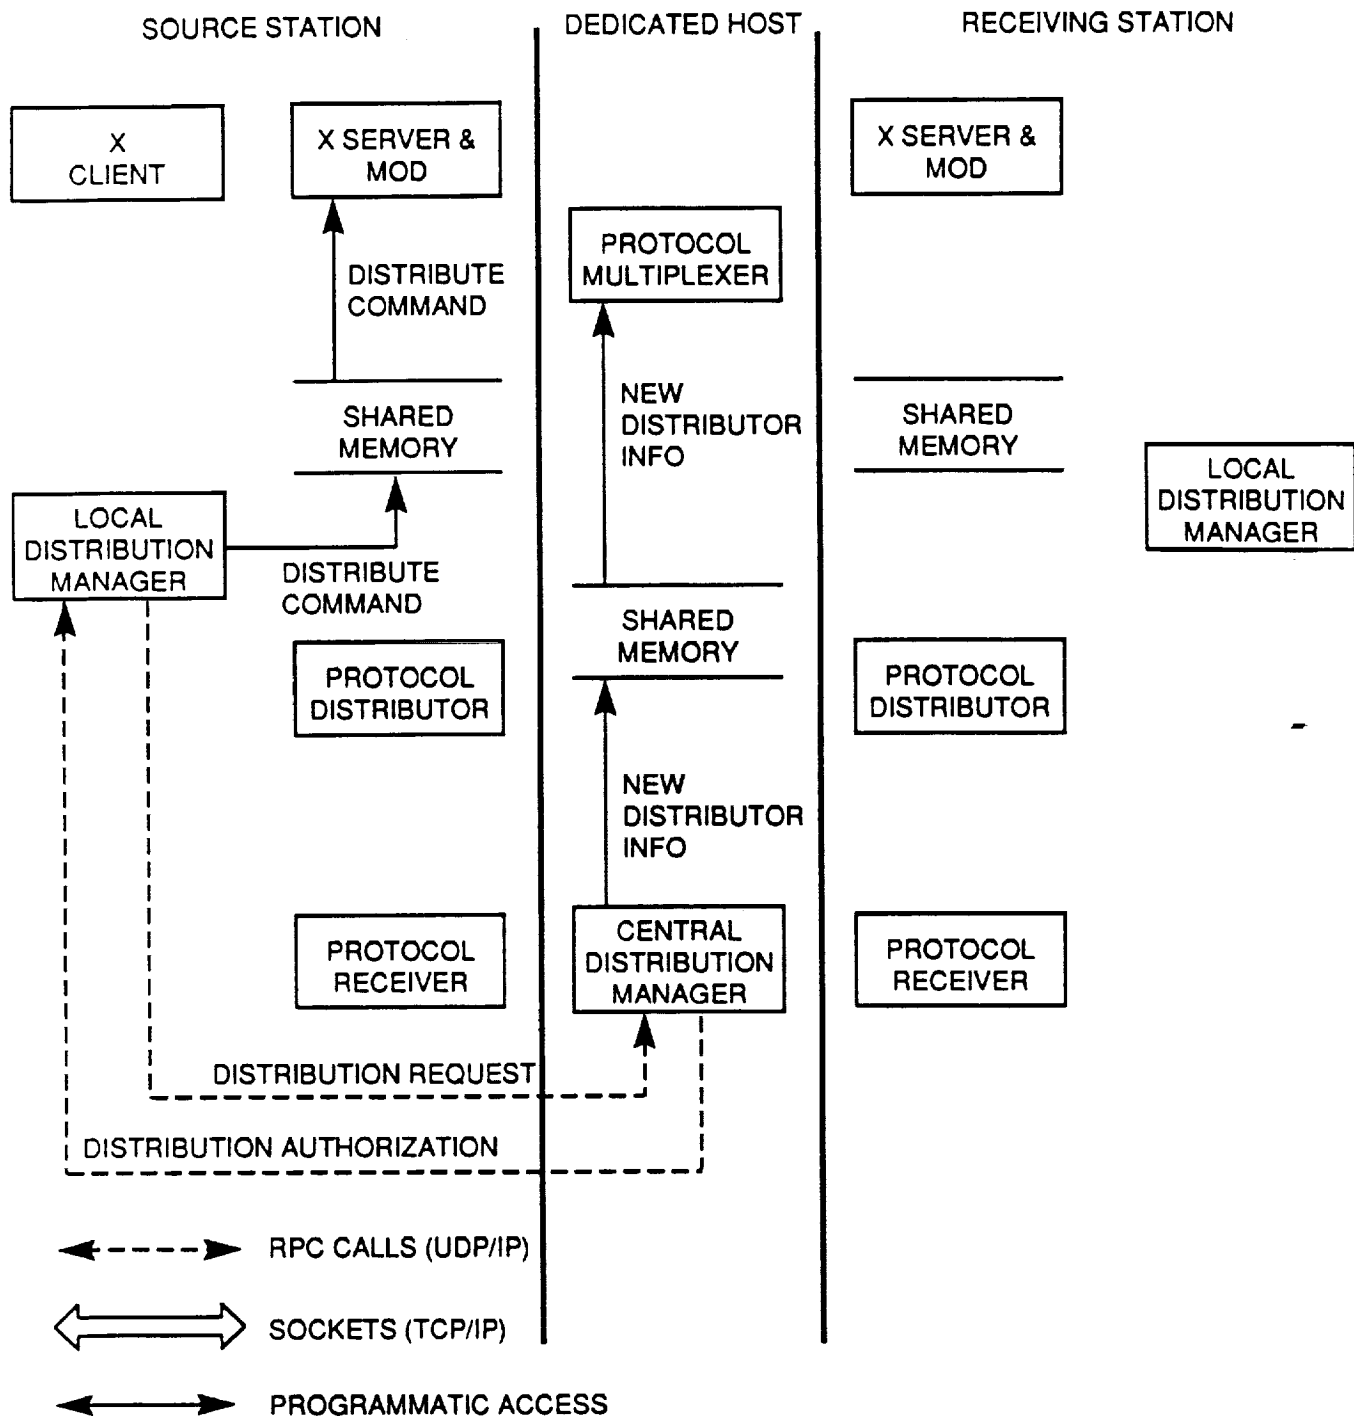 SOURCE STATION
DEDICATED HOST
RECEIVING STATION
X
CLIENT
X SERVER &
MOD
X SERVER &
MOD
PROTOCOL
MULTIPLEXER
DISTRIBUTE
COMMAND
NEW
DISTRIBUTOR
INFO
SHARED
MEMORY
SHARED
MEMORY
LOCAL
DISTRIBUTION
MANAGER
LOCAL
DISTRIBUTION
MANAGER
DISTRIBUTE
COMMAND
SHARED
MEMORY
PROTOCOL
DISTRIBUTOR
PROTOCOL
DISTRIBUTOR
NEW
DISTRIBUTOR
INFO
PROTOCOL
RECEIVER
CENTRAL
DISTRIBUTION
MANAGER
PROTOCOL
RECEIVER
DISTRIBUTION REQUEST
DISTRIBUTION AUTHORIZATION
RPC CALLS (UDP/IP)
SOCKETS (TCP/IP)
PROGRAMMATIC ACCESS